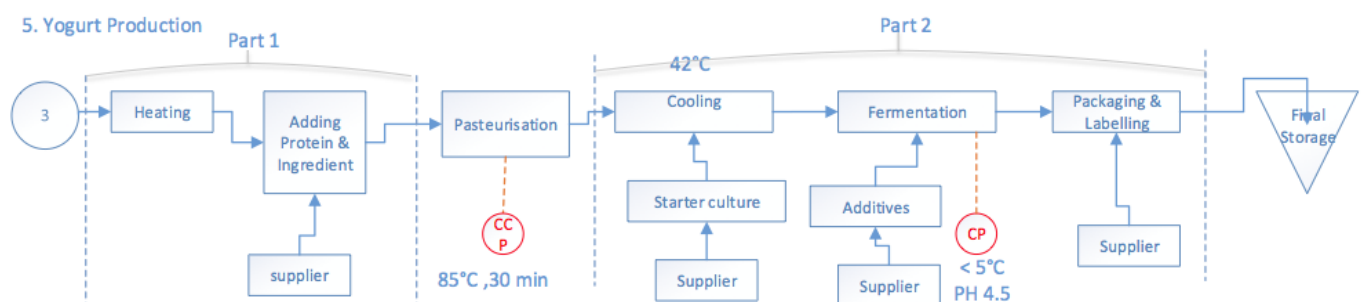 5. Yogurt Production
Part 1
Part 2
3
Heating
Adding
Protein &
Ingredient
supplier
Pasteurisation
CC
P
85°C ,30 min
42°C
Cooling
Starter culture
Supplier
Fermentation
Additives
Supplier
CP
< 5°C
PH 4.5
Packaging &
Labelling
Supplier
Final
Storage